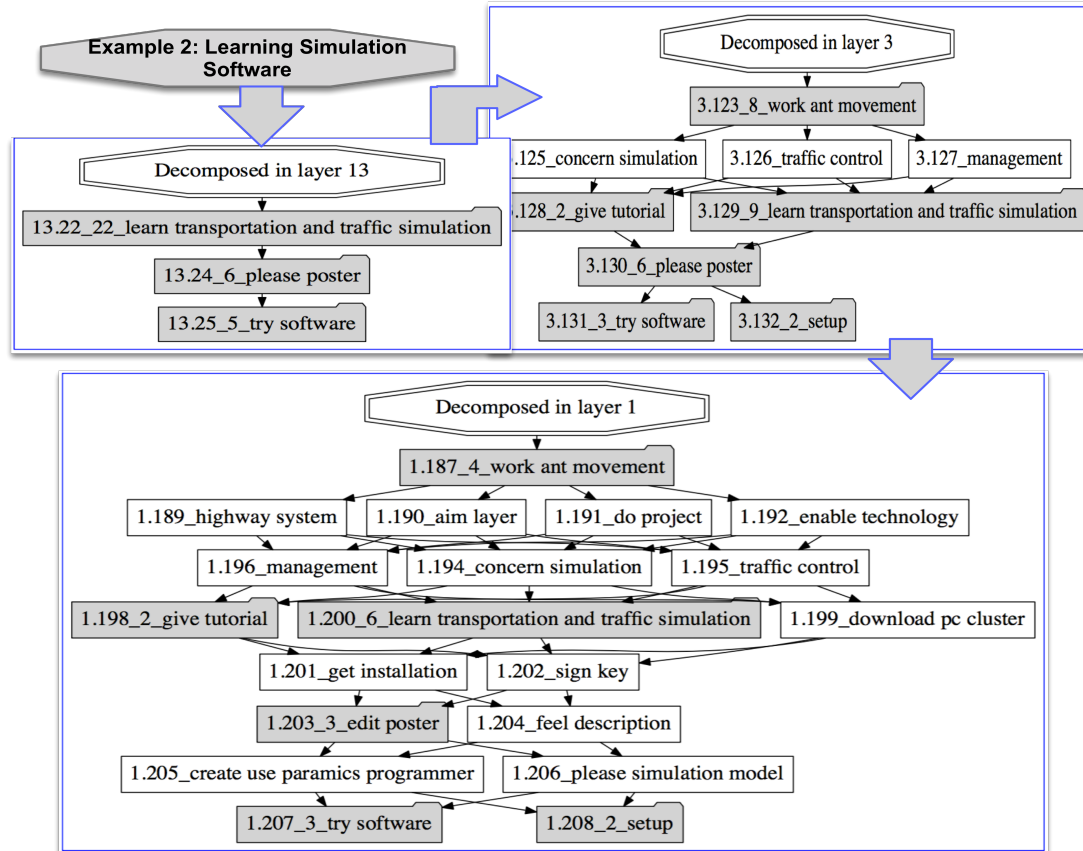 Example 2: Learning Simulation
Software
Decomposed in layer 13
13.22_22_learn transportation and traffic simulation
13.24_6_please poster
13.25_5_try software
Decomposed in layer 3
3.123_8_work ant movement
.125_concern simulation
3.126_traffic control
3.127_management
.128_2_give tutorial
3.129_9_learn transportation and traffic simulation
3.130_6_please poster
3.131_3_try software
3.132_2_setup
Decomposed in layer 1
1.187_4_work ant movement
1.189_highway system
1.190_aim layer
1.191_do project
1.192_enable technology
1.196_management
1.194_concern simulation
1.195_traffic control
1.198_2_give tutorial
1.200_6_learn transportation and traffic simulation
1.199_download pc cluster
1.201_get installation
1.202_sign key
1.203_3_edit poster
1.204_feel description
1.205_create use paramics programmer
1.206_please simulation model
1.207_3_try software
1.208_2_setup